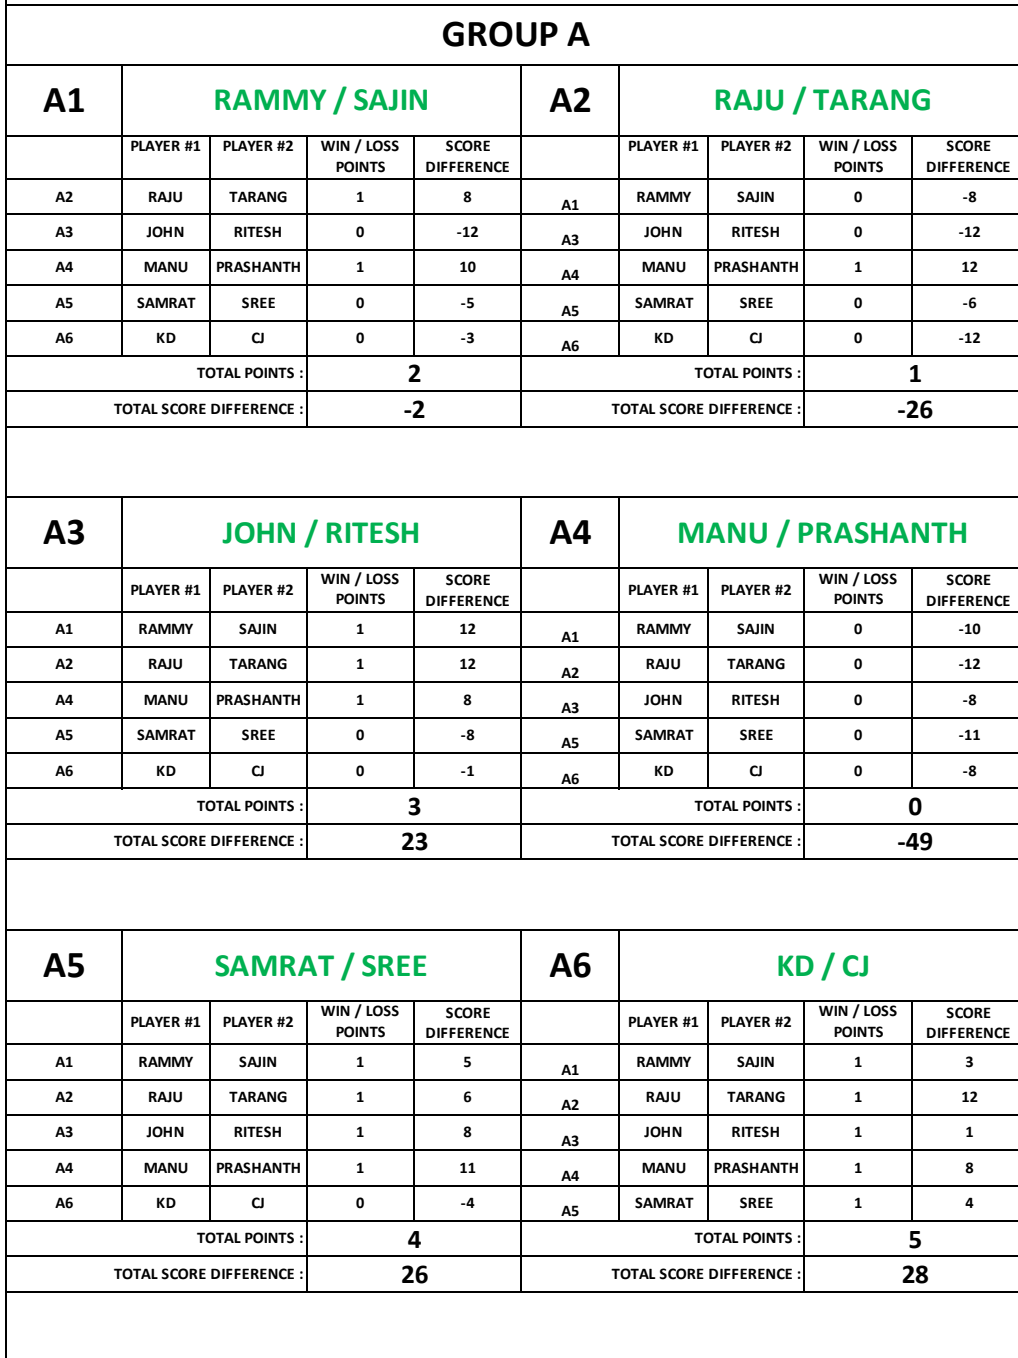 GROUP A
A1 RAMMY / SAJIN A2 RAJU / TARANG
PLAYER #1 PLAYER #2 WIN / LOSS POINTS SCORE DIFFERENCE PLAYER #1 PLAYER #2 WIN / LOSS POINTS SCORE DIFFERENCE
A2 RAJU TARANG 1 8 A1 RAMMY SAJIN 0 -8
A3 JOHN RITESH 0 -12 A3 JOHN RITESH 0 -12
A4 MANU PRASHANTH 1 10 A4 MANU PRASHANTH 1 12
A5 SAMRAT SREE 0 -5 A5 SAMRAT SREE 0 -6
A6 KD CJ 0 -3 A6 KD CJ 0 -12
TOTAL POINTS : 2 TOTAL POINTS : 1
TOTAL SCORE DIFFERENCE : -2 TOTAL SCORE DIFFERENCE : -26
A3 JOHN / RITESH A4 MANU / PRASHANTH
PLAYER #1 PLAYER #2 WIN / LOSS POINTS SCORE DIFFERENCE PLAYER #1 PLAYER #2 WIN / LOSS POINTS SCORE DIFFERENCE
A1 RAMMY SAJIN 1 12 A1 RAMMY SAJIN 0 -10
A2 RAJU TARANG 1 12 A2 RAJU TARANG 0 -12
A4 MANU PRASHANTH 1 8 A3 JOHN RITESH 0 -8
A5 SAMRAT SREE 0 -8 A5 SAMRAT SREE 0 -11
A6 KD CJ 0 -1 A6 KD CJ 0 -8
TOTAL POINTS : 3 TOTAL POINTS : 0
TOTAL SCORE DIFFERENCE : 23 TOTAL SCORE DIFFERENCE : -49
A5 SAMRAT / SREE A6 KD / CJ
PLAYER #1 PLAYER #2 WIN / LOSS POINTS SCORE DIFFERENCE PLAYER #1 PLAYER #2 WIN / LOSS POINTS SCORE DIFFERENCE
A1 RAMMY SAJIN 1 5 A1 RAMMY SAJIN 1 3
A2 RAJU TARANG 1 6 A2 RAJU TARANG 1 12
A3 JOHN RITESH 1 8 A3 JOHN RITESH 1 1
A4 MANU PRASHANTH 1 11 A4 MANU PRASHANTH 1 8
A6 KD CJ 0 -4 A5 SAMRAT SREE 1 4
TOTAL POINTS : 4 TOTAL POINTS : 5
TOTAL SCORE DIFFERENCE : 26 TOTAL SCORE DIFFERENCE : 28